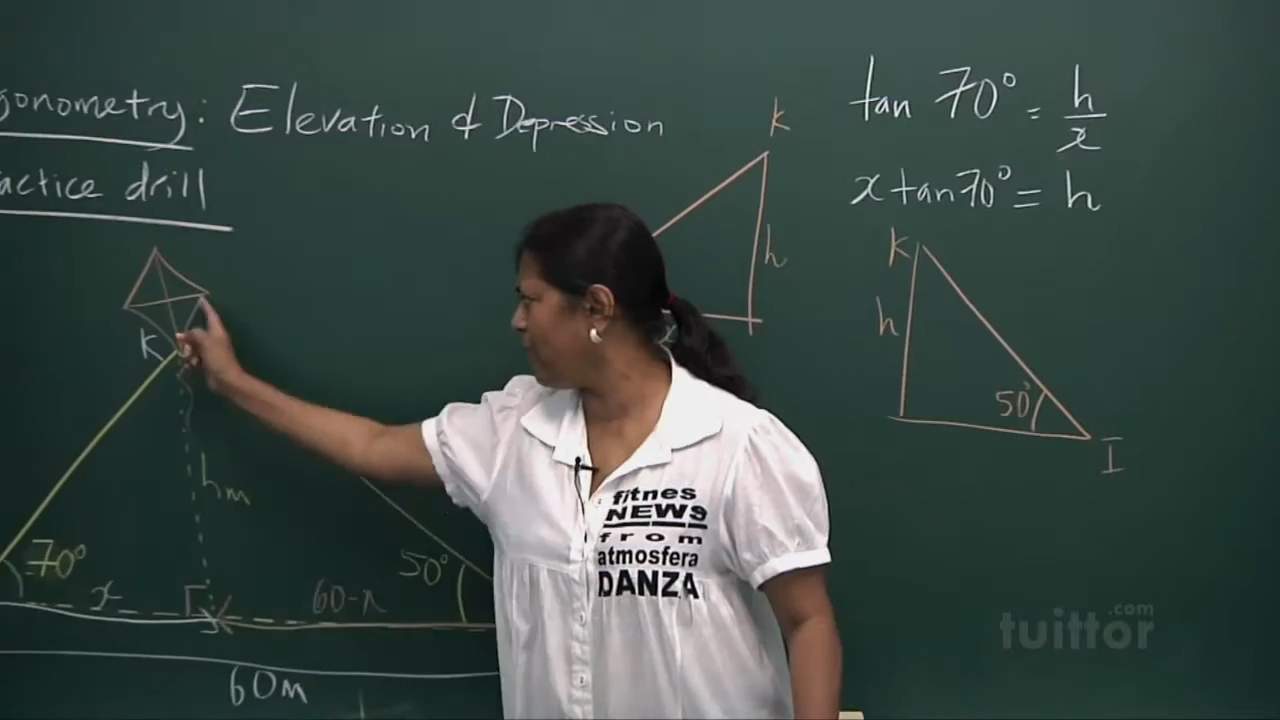 gonometry: Elevation & Depression
actice drill
K
h m
70°
x
60-x
50°
60m
K
h
tan 70° = h/x
x tan 70° = h
K
h
50°
I
fitnes
NEWS
from
atmosfera
DANZA
tuittor.com